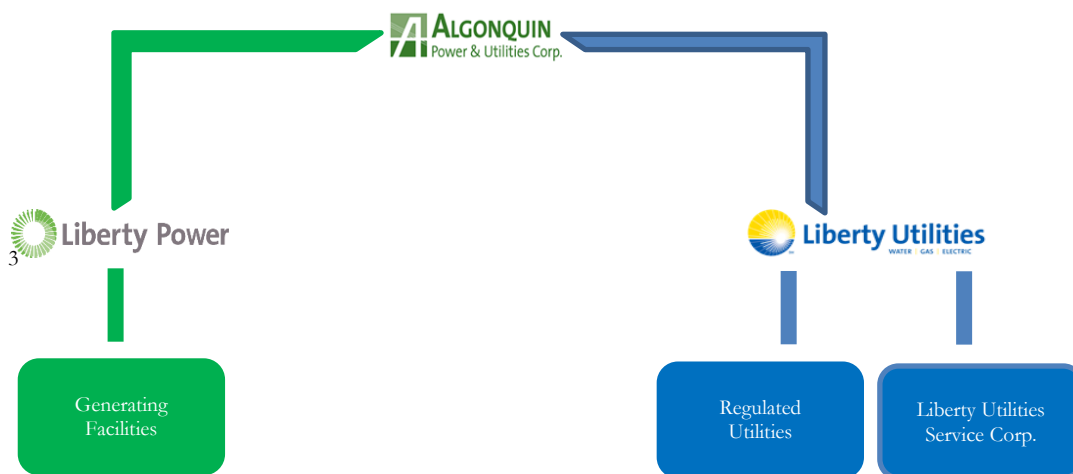 ALGONQUIN
Power & Utilities Corp.
Liberty Power
3
Liberty Utilities
WATER | GAS | ELECTRIC
Generating
Facilities
Regulated
Utilities
Liberty Utilities
Service Corp.